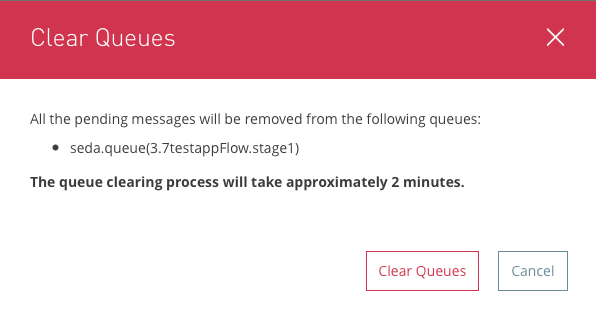 Clear Queues
All the pending messages will be removed from the following queues:
• seda.queue(3.7testappFlow.stage1)
The queue clearing process will take approximately 2 minutes.
Clear Queues
Cancel